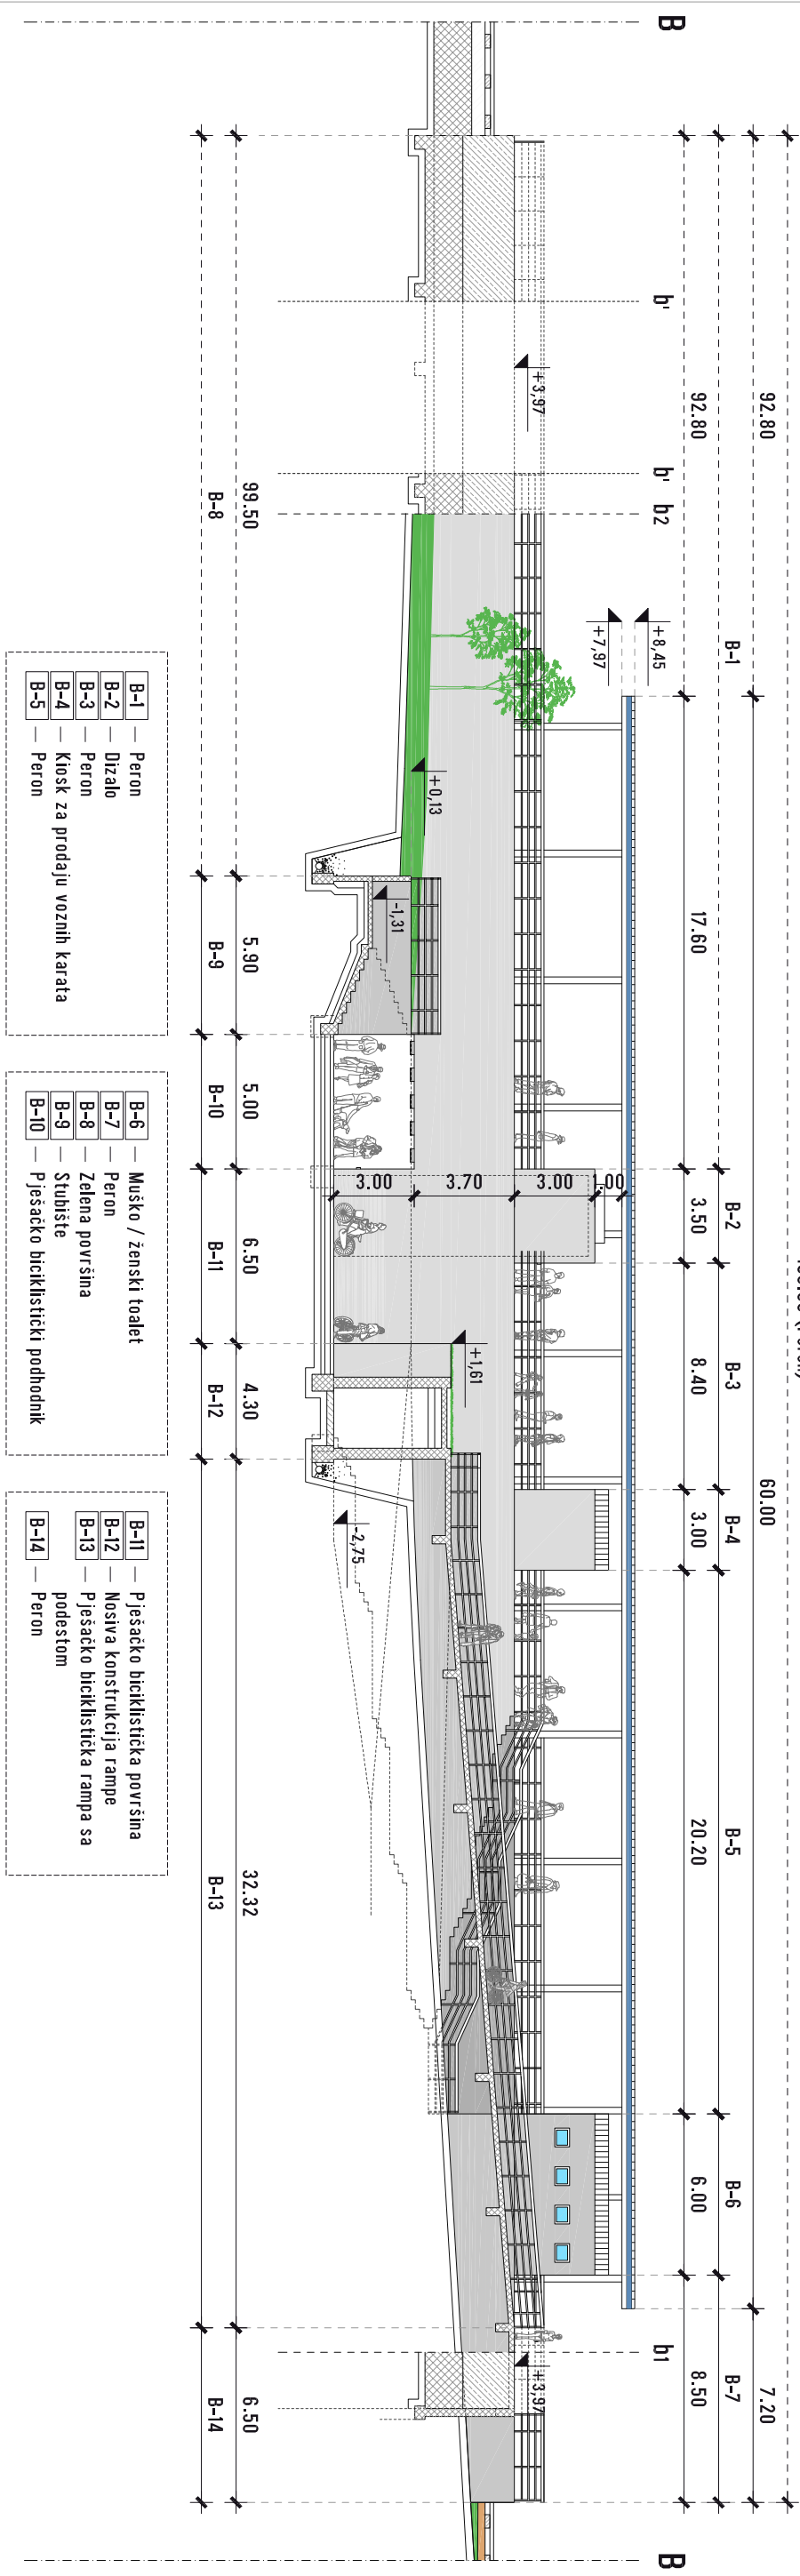 92.80
60.00
7.20
B-1
B-2
B-3
B-4
B-5
B-6
B-7
92.80
17.60
3.50
8.40
3.00
20.20
6.00
8.50
B
b'
b'
b2
b1
B
+8,45
+7,97
+3,97
+3,97
+0,13
-1,31
+1,61
-2,75
3.00
3.70
3.00
1.00
99.50
5.90
5.00
6.50
4.30
32.32
6.50
B-8
B-9
B-10
B-11
B-12
B-13
B-14
B-1 — Peron
B-2 — Dizalo
B-3 — Peron
B-4 — Kiosk za prodaju voznih karata
B-5 — Peron
B-6 — Muško / ženski toalet
B-7 — Peron
B-8 — Zelena površina
B-9 — Stubište
B-10 — Pješačko biciklistički podhodnik
B-11 — Pješačko biciklistička površina
B-12 — Nosiva konstrukcija rampe
B-13 — Pješačko biciklistička rampa sa
podestom
B-14 — Peron